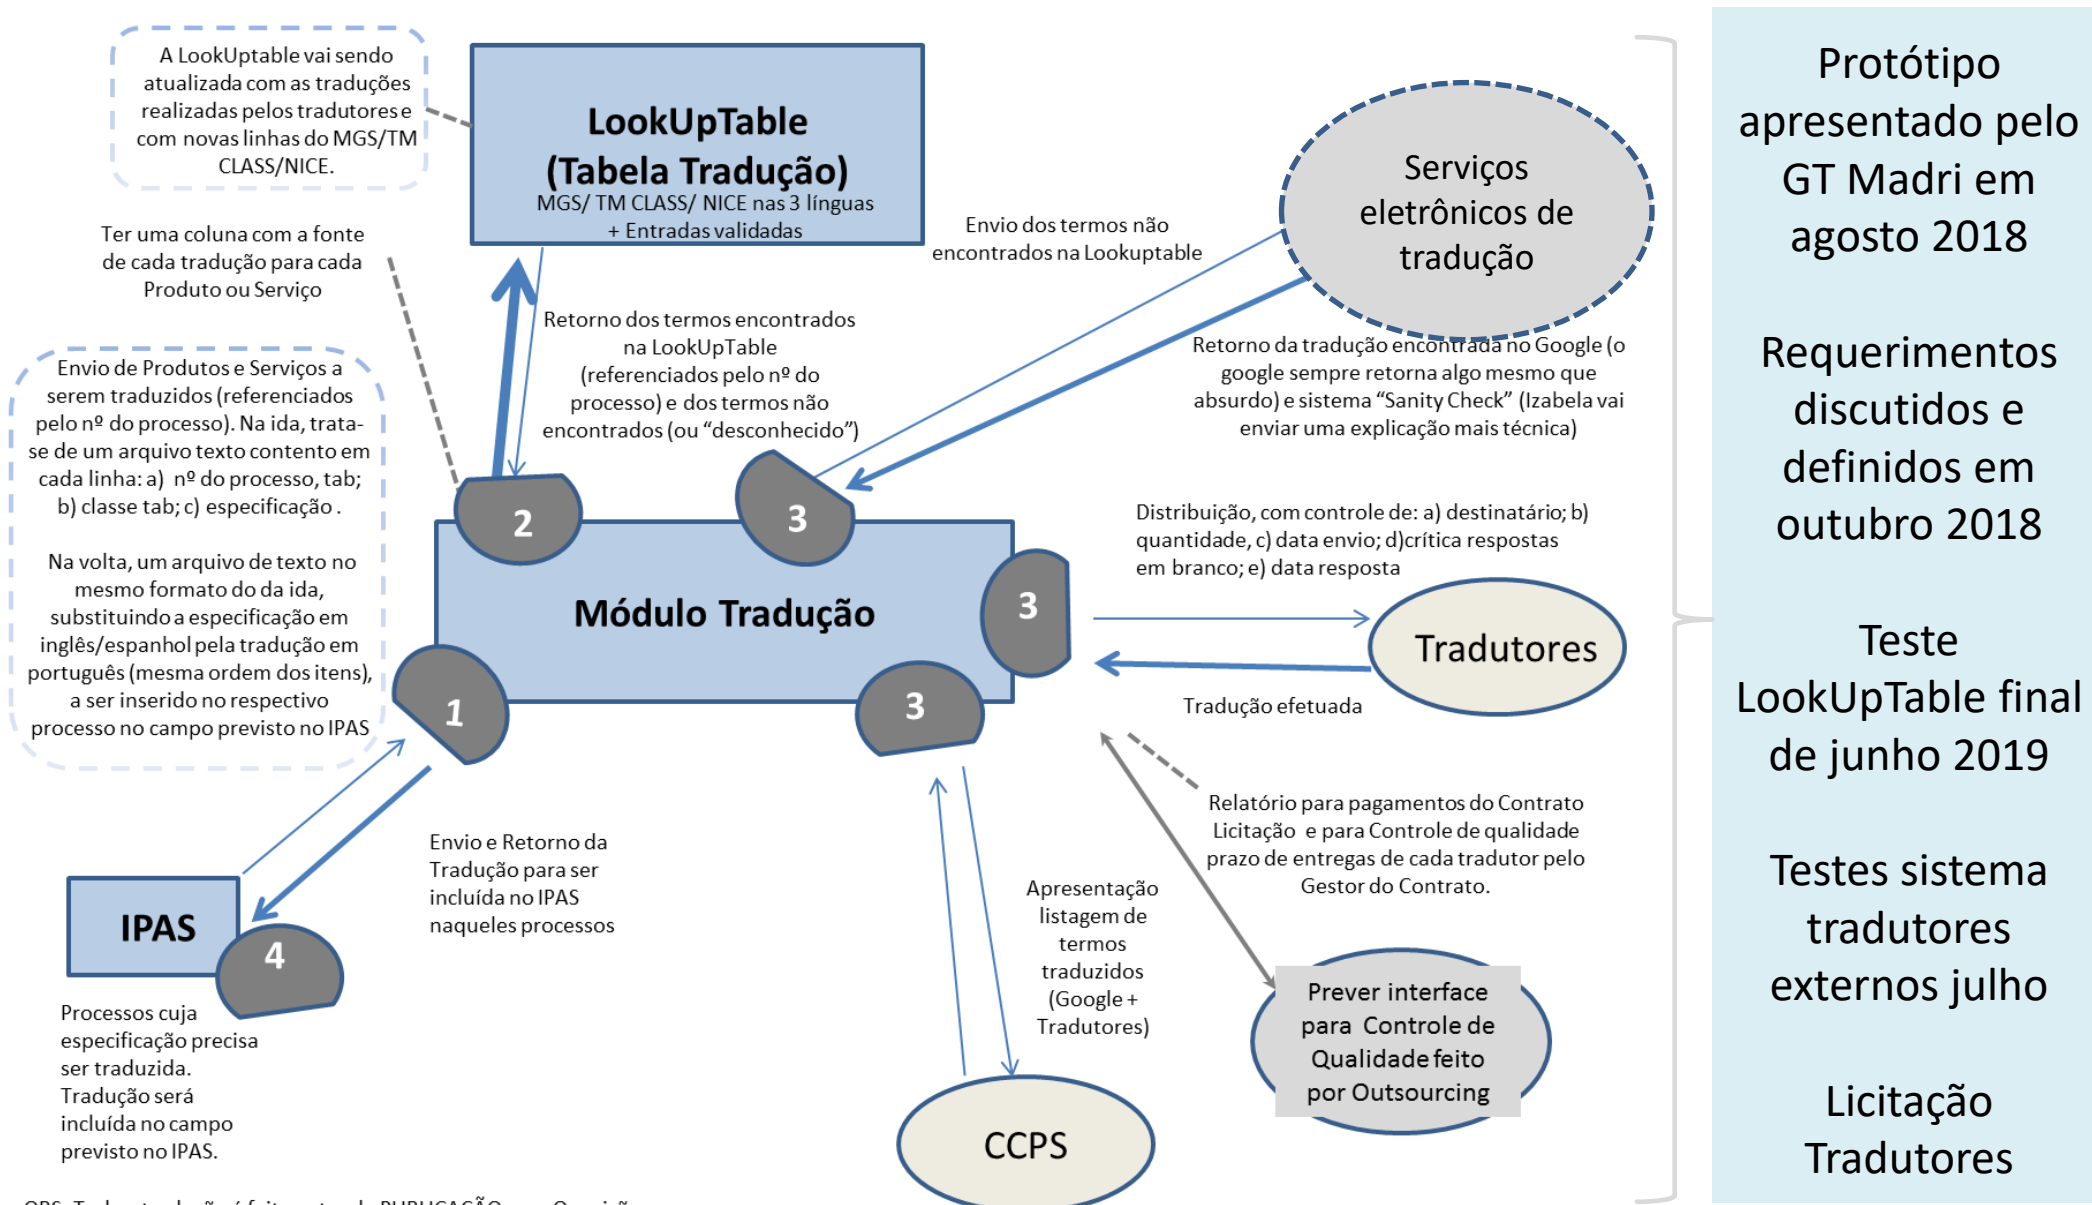 A LookUptable vai sendo
atualizada com as traduções
realizadas pelos tradutores e
com novas linhas do MGS/TM
CLASS/NICE.
LookUpTable
(Tabela Tradução)
MGS/ TM CLASS/ NICE nas 3 línguas
+ Entradas validadas
Serviços
eletrônicos de
tradução
Ter uma coluna com a fonte
de cada tradução para cada
Produto ou Serviço
Envio dos termos não
encontrados na Lookuptable
Retorno dos termos encontrados
na LookUpTable
(referenciados pelo nº do
processo) e dos termos não
encontrados (ou “desconhecido”)
Retorno da tradução encontrada no Google (o
google sempre retorna algo mesmo que
absurdo) e sistema “Sanity Check” (Izabela vai
enviar uma explicação mais técnica)
Envio de Produtos e Serviços a
serem traduzidos (referenciados
pelo nº do processo). Na ida, trata-
se de um arquivo texto contento em
cada linha: a) nº do processo, tab;
b) classe tab; c) especificação .
Na volta, um arquivo de texto no
mesmo formato do da ida,
substituindo a especificação em
inglês/espanhol pela tradução em
português (mesma ordem dos itens),
a ser inserido no respectivo
processo no campo previsto no IPAS
2
3
Distribuição, com controle de: a) destinatário; b)
quantidade, c) data envio; d)crítica respostas
em branco; e) data resposta
Módulo Tradução
3
Tradutores
1
3
Tradução efetuada
Relatório para pagamentos do Contrato
Licitação e para Controle de qualidade
prazo de entregas de cada tradutor pelo
Gestor do Contrato.
Envio e Retorno da
Tradução para ser
incluída no IPAS
naqueles processos
Apresentação
listagem de
termos
traduzidos
(Google +
Tradutores)
IPAS
4
Processos cuja
especificação precisa
ser traduzida.
Tradução será
incluída no campo
previsto no IPAS.
Prever interface
para Controle de
Qualidade feito
por Outsourcing
CCPS
Protótipo
apresentado pelo
GT Madri em
agosto 2018
Requerimentos
discutidos e
definidos em
outubro 2018
Teste
LookUpTable final
de junho 2019
Testes sistema
tradutores
externos julho
Licitação
Tradutores